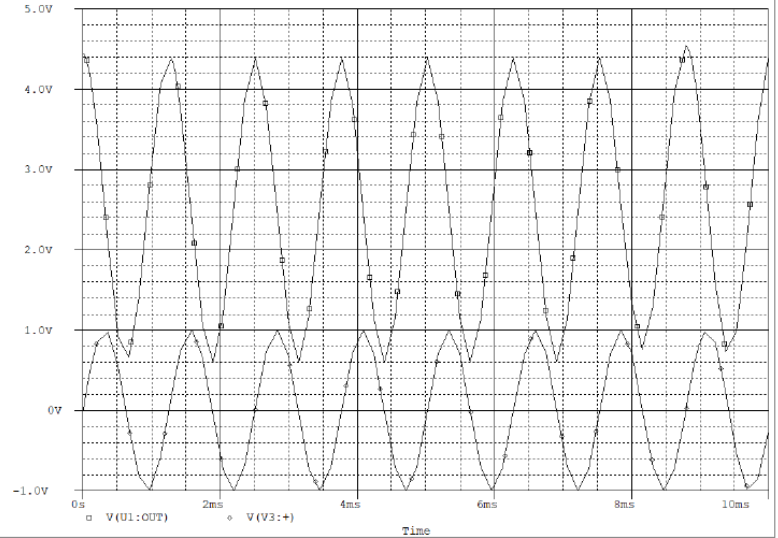 5.0V
4.0V
3.0V
2.0V
1.0V
0V
-1.0V
0s 2ms 4ms 6ms 8ms 10ms
V(U1:OUT) V(V3:+)
Time